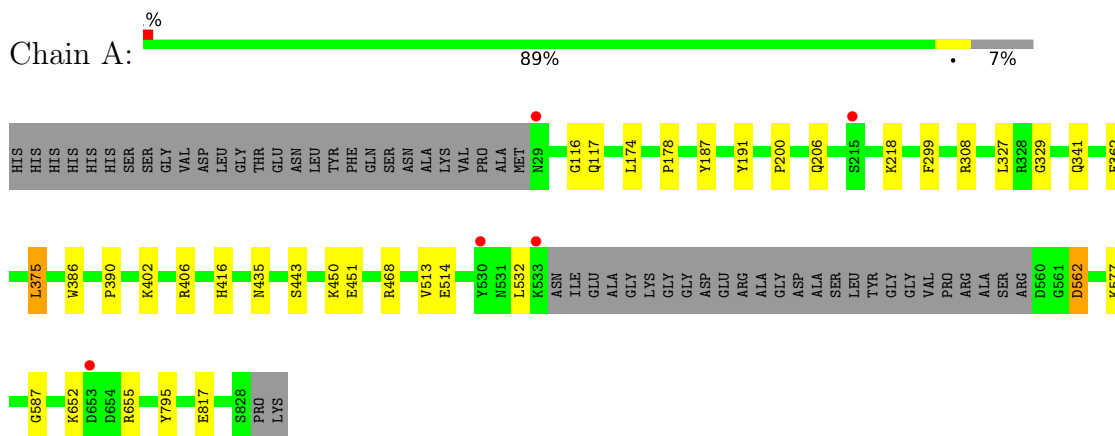 .%
Chain A:
89%
•
7%
HIS HIS HIS HIS HIS HIS SER SER GLY VAL ASP LEU GLY THR GLU ASN LEU TYR PHE GLN SER ASN ALA LYS VAL PRO ALA MET N29 G116 Q117 L174 P178 Y187 Y191 P200 Q206 S215 K218 F299 R308 L327 R328 G329 Q341
L375 W386 P390 K402 R406 H416 N435 S443 K450 E451 R468 V513 E514 Y530 N531 L532 K533 ASN ILE GLU ALA GLY LYS GLY GLY ASP GLU ARG ALA GLY ASP ALA SER LEU TYR GLY GLY VAL PRO ARG ALA SER ARG D560 G561 D562 K577
G587 K652 D653 D654 R655 Y795 E817 S828 PRO LYS